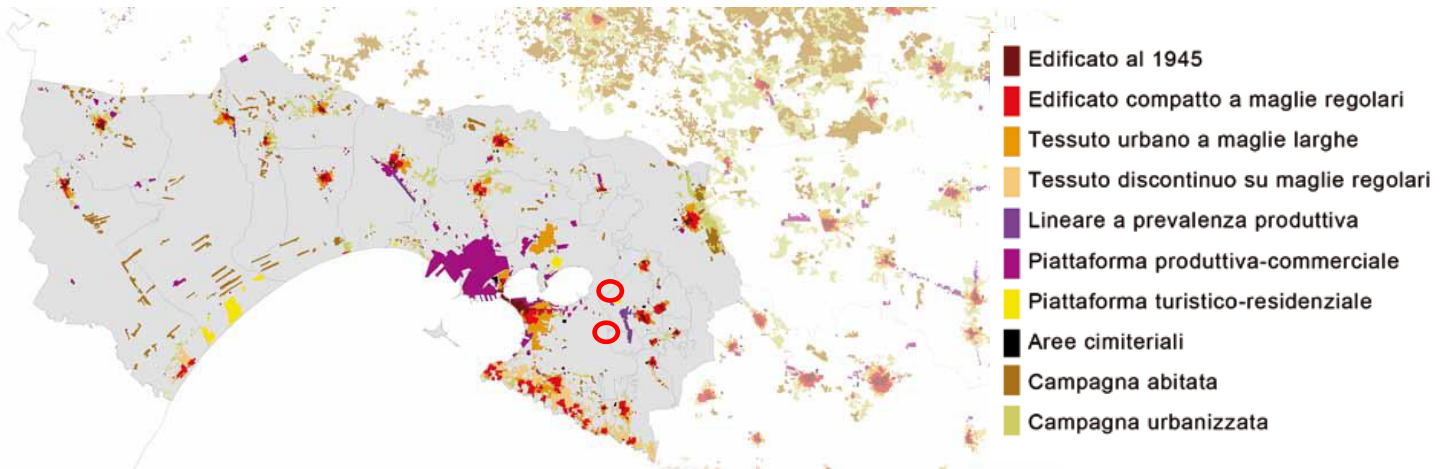 Edificato al 1945
Edificato compatto a maglie regolari
Tessuto urbano a maglie larghe
Tessuto discontinuo su maglie regolari
Lineare a prevalenza produttiva
Piattaforma produttiva-commerciale
Piattaforma turistico-residenziale
Aree cimiteriali
Campagna abitata
Campagna urbanizzata